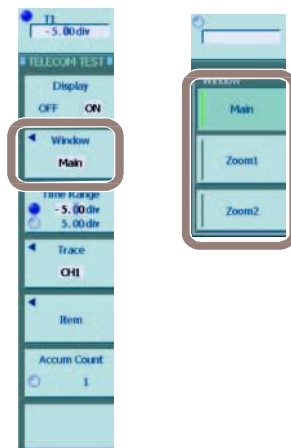 T1
-5.00div
TELECOM TEST
Display
OFF ON
Window
Main
Time Range
-5.00div
5.00div
Trace
CH1
Item
Accum Count
1
Window
Main
Zoom1
Zoom2